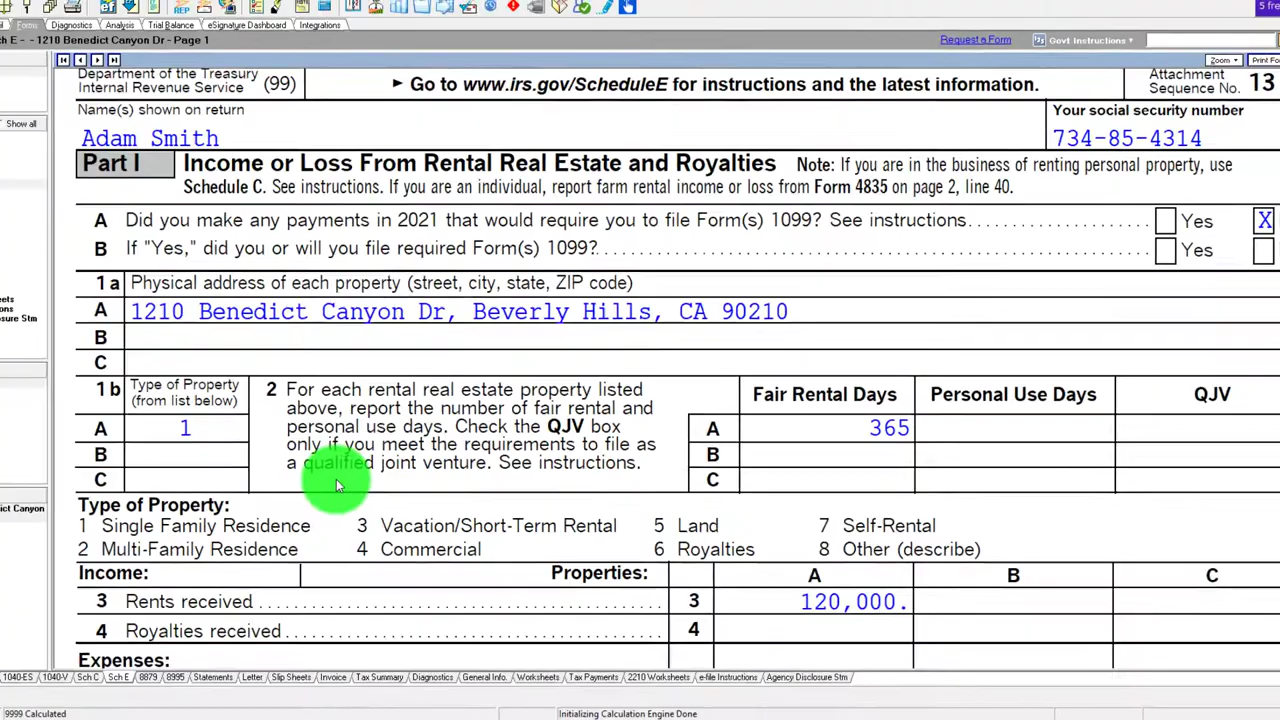 5 fre
Forms Diagnostics Analysis Trial Balance eSignature Dashboard Integrations
Sch E - - 1210 Benedict Canyon Dr - Page 1
Request a Form
Govt Instructions
Zoom
Print For
Department of the Treasury
Internal Revenue Service (99)
► Go to www.irs.gov/ScheduleE for instructions and the latest information.
Attachment
Sequence No. 13
Show all
Name(s) shown on return
Your social security number
Adam Smith
734-85-4314
Part I Income or Loss From Rental Real Estate and Royalties Note: If you are in the business of renting personal property, use
Schedule C. See instructions. If you are an individual, report farm rental income or loss from Form 4835 on page 2, line 40.
A Did you make any payments in 2021 that would require you to file Form(s) 1099? See instructions. Yes X
B If "Yes," did you or will you file required Form(s) 1099? Yes
1a Physical address of each property (street, city, state, ZIP code)
A 1210 Benedict Canyon Dr, Beverly Hills, CA 90210
B
C
1b Type of Property
(from list below)
2 For each rental real estate property listed
above, report the number of fair rental and
personal use days. Check the QJV box
only if you meet the requirements to file as
a qualified joint venture. See instructions.
Fair Rental Days Personal Use Days QJV
A 1 A 365
B B
C C
dict Canyon
Type of Property:
1 Single Family Residence 3 Vacation/Short-Term Rental 5 Land 7 Self-Rental
2 Multi-Family Residence 4 Commercial 6 Royalties 8 Other (describe)
Income: Properties: A B C
3 Rents received 3 120,000.
4 Royalties received 4
Expenses:
1040-ES 1040-V Sch C Sch E 8879 8995 Statements Letter Slip Sheets Invoice Tax Summary Diagnostics General Info. Worksheets Tax Payments 2210 Worksheets e-file Instructions Agency Disclosure Stm
9999 Calculated
Initializing Calculation Engine Done